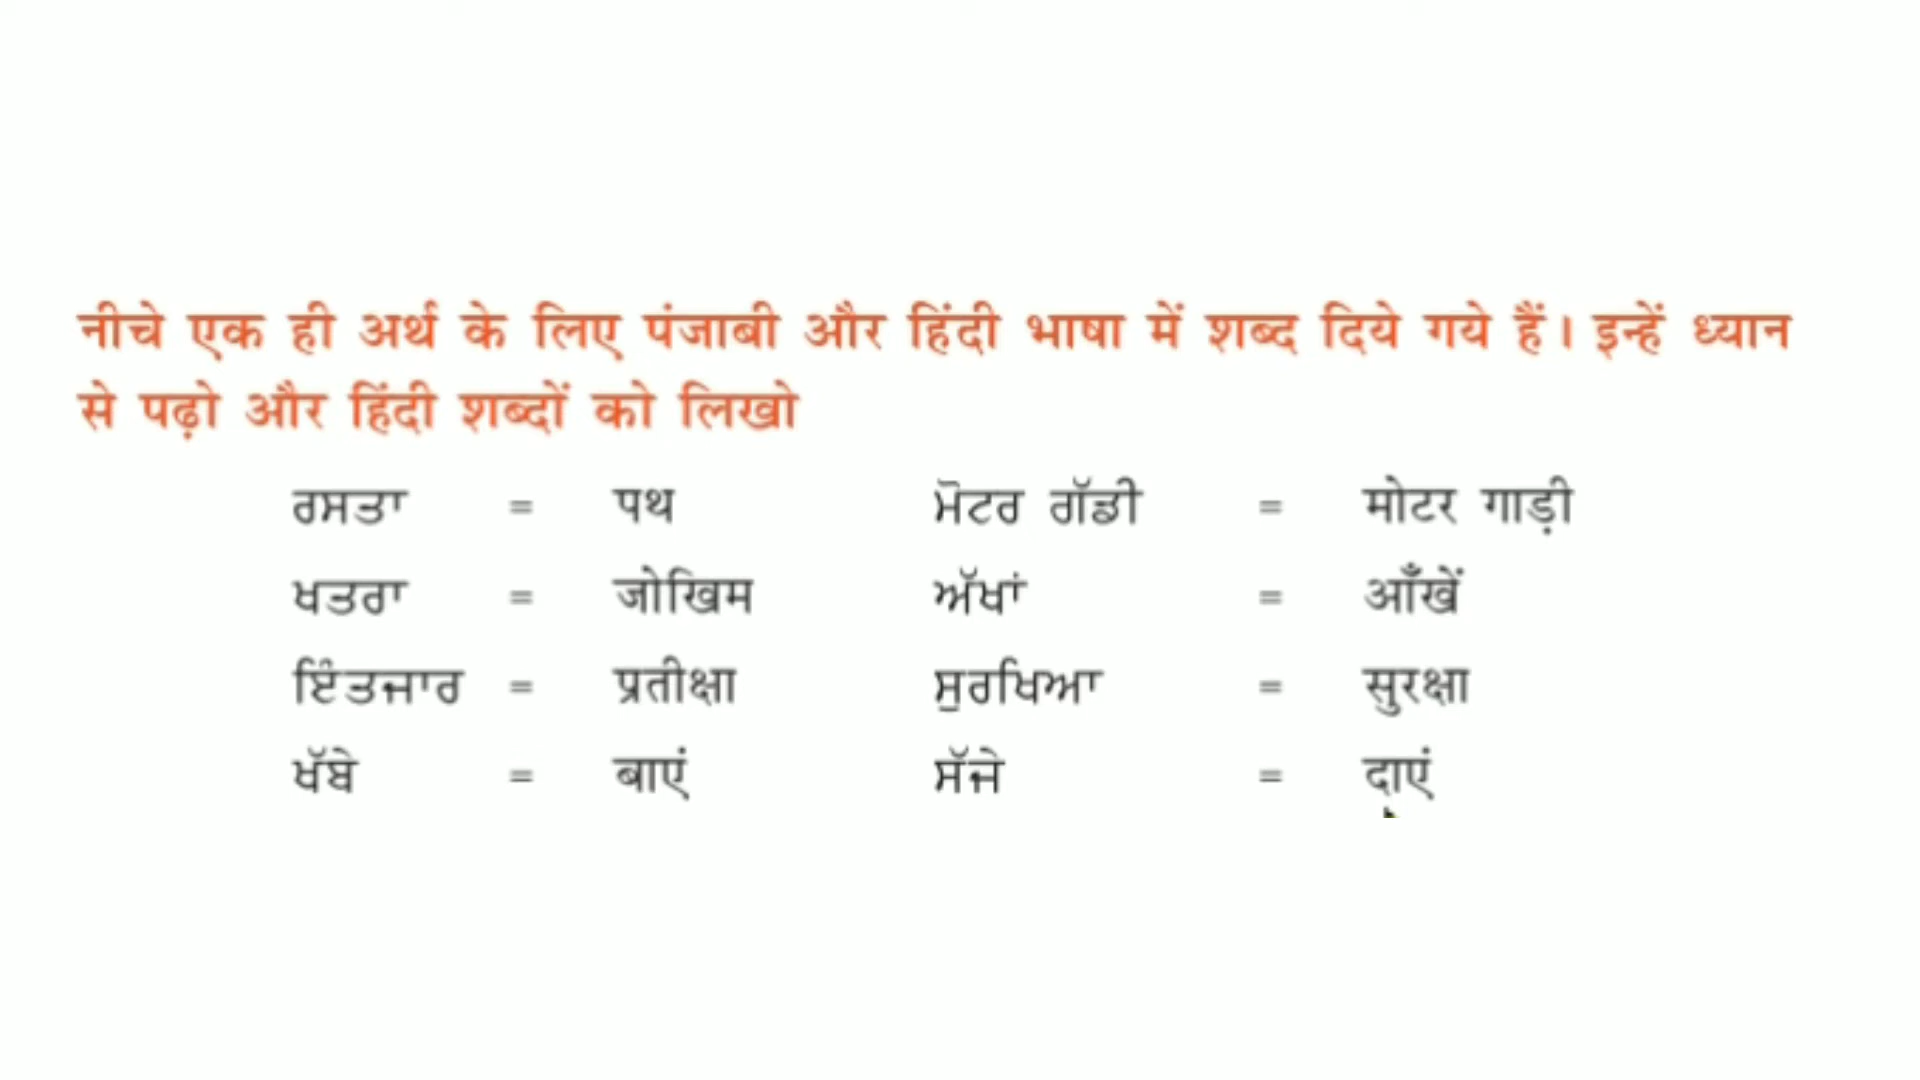 नीचे एक ही अर्थ के लिए पंजाबी और हिंदी भाषा में शब्द दिये गये हैं। इन्हें ध्यान
से पढ़ो और हिंदी शब्दों को लिखो
ਰਸਤਾ = पथ ਮੋਟਰ ਗੱਡੀ = मोटर गाड़ी
ਖਤਰਾ = जोखिम ਅੱਖਾਂ = आँखें
ਇੰਤਜਾਰ = प्रतीक्षा ਸੁਰਖਿਆ = सुरक्षा
ਖੱਬੇ = बाएं ਸੱਜੇ = दाएं